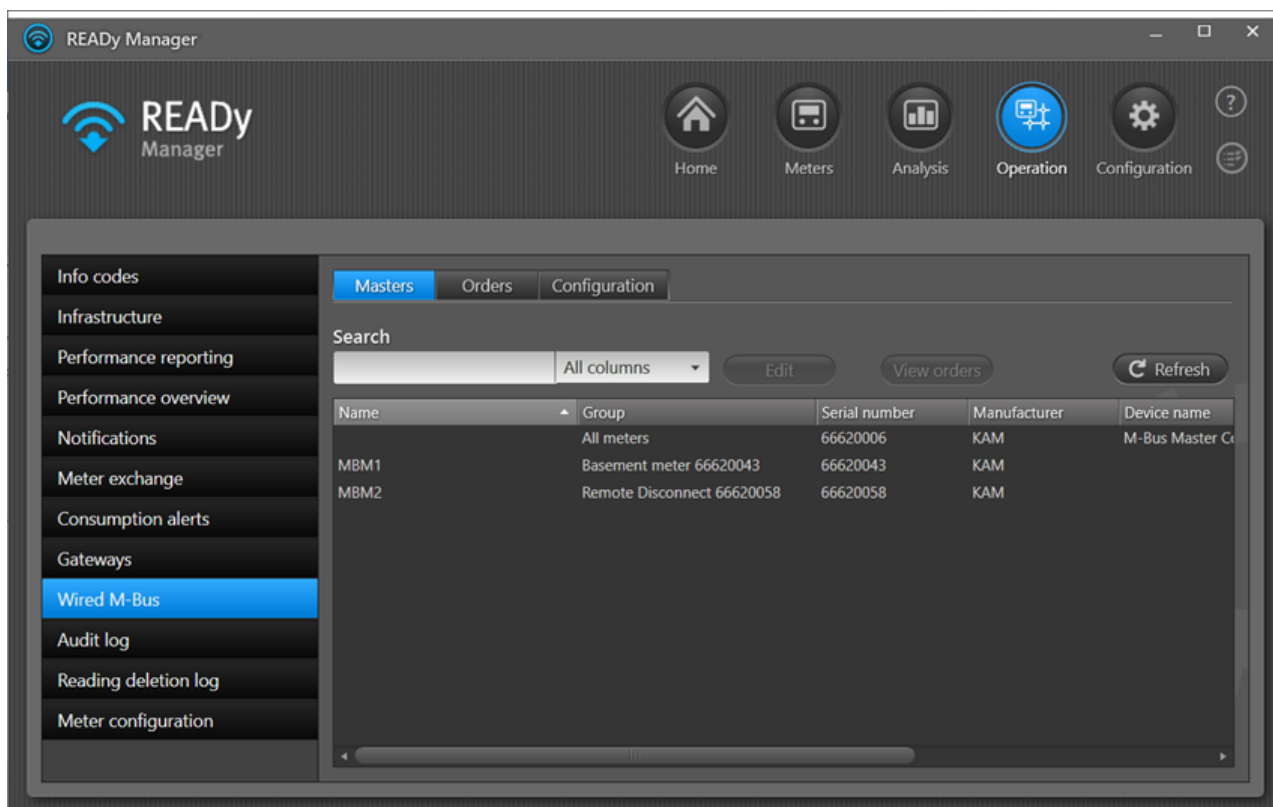 READy Manager
READy
Manager
Home Meters Analysis Operation Configuration
?
Info codes
Infrastructure
Performance reporting
Performance overview
Notifications
Meter exchange
Consumption alerts
Gateways
Wired M-Bus
Audit log
Reading deletion log
Meter configuration
Masters Orders Configuration
Search
All columns Edit View orders Refresh
Name Group Serial number Manufacturer Device name
All meters 66620006 KAM M-Bus Master Co
MBM1 Basement meter 66620043 66620043 KAM
MBM2 Remote Disconnect 66620058 66620058 KAM